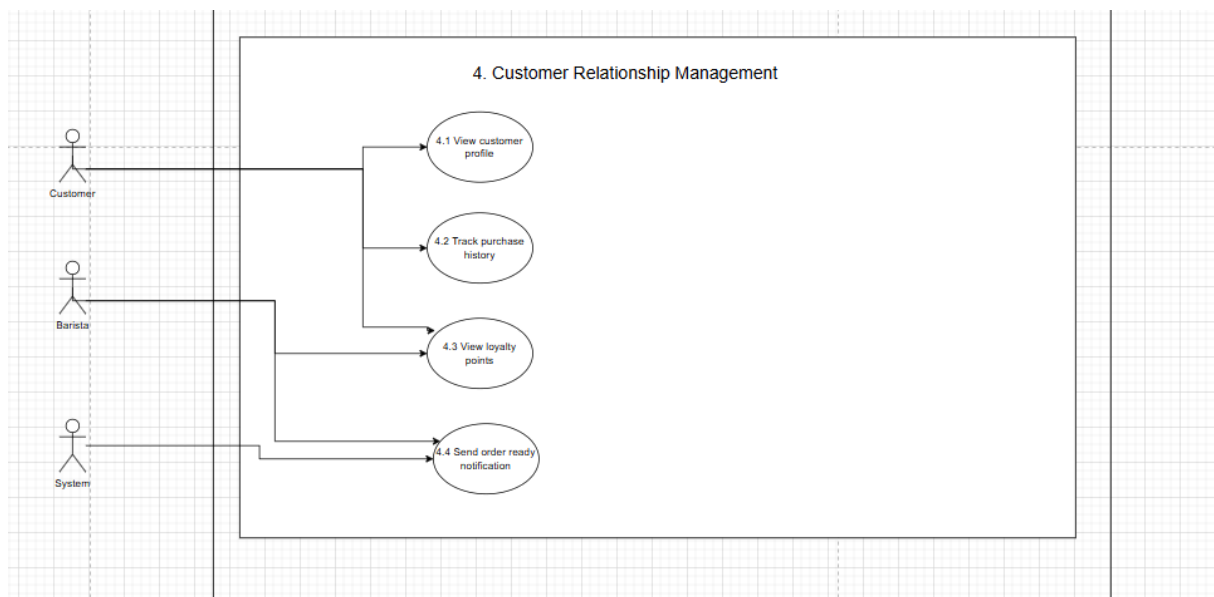 4. Customer Relationship Management
4.1 View customer
profile
Customer
4.2 Track purchase
history
Barista
4.3 View loyalty
points
4.4 Send order ready
notification
System